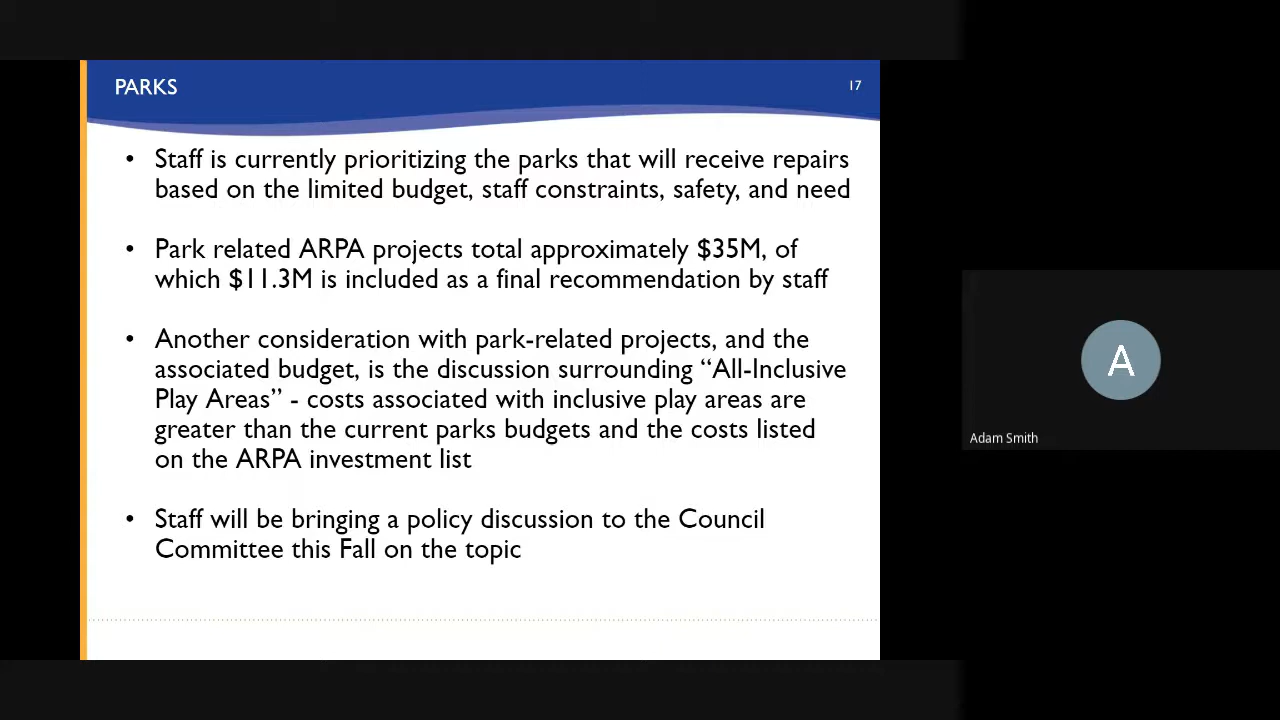 PARKS
17
• Staff is currently prioritizing the parks that will receive repairs
based on the limited budget, staff constraints, safety, and need
• Park related ARPA projects total approximately $35M, of
which $11.3M is included as a final recommendation by staff
• Another consideration with park-related projects, and the
associated budget, is the discussion surrounding “All-Inclusive
Play Areas” - costs associated with inclusive play areas are
greater than the current parks budgets and the costs listed
on the ARPA investment list
• Staff will be bringing a policy discussion to the Council
Committee this Fall on the topic
A
Adam Smith